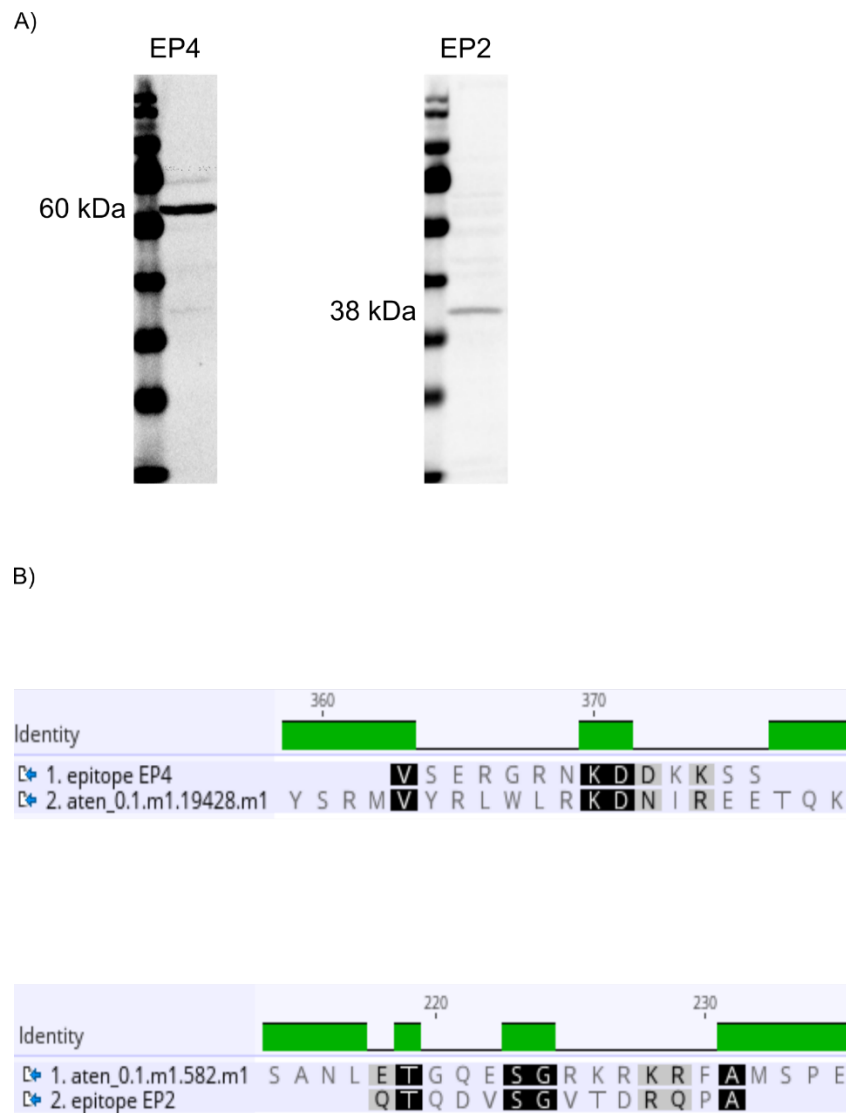 A)
EP4 EP2
60 kDa
38 kDa
B)
360 370
Identity
1. epitope EP4 V S E R G R N K D D K K S S
2. aten_0.1.m1.19428.m1 Y S R M V Y R L W L R K D N I R E E T Q K
220 230
Identity
1. aten_0.1.m1.582.m1 S A N L E T G Q E S G R K R K R F A M S P E
2. epitope EP2 Q T Q D V S G V T D R Q P A